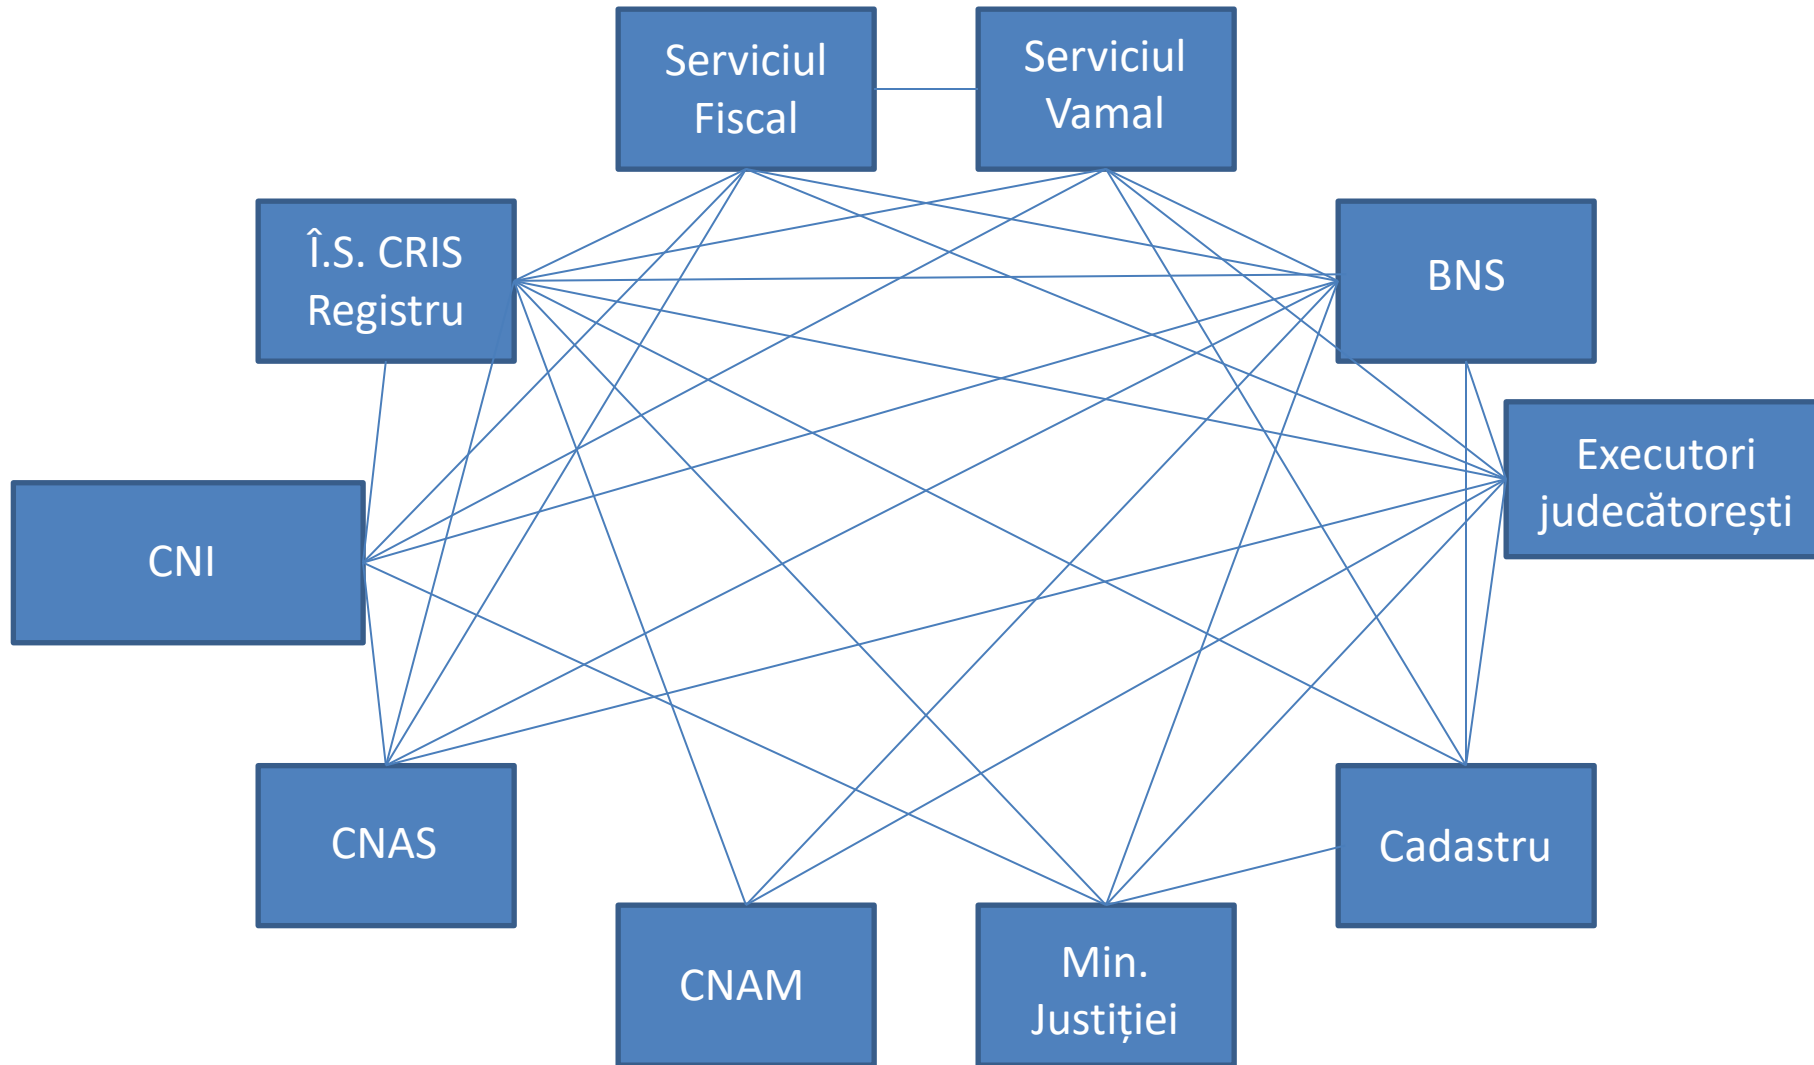 Serviciul
Fiscal
Serviciul
Vamal
Î.S. CRIS
Registru
BNS
Executori
judecătorești
CNI
CNAS
Cadastru
CNAM
Min.
Justiției